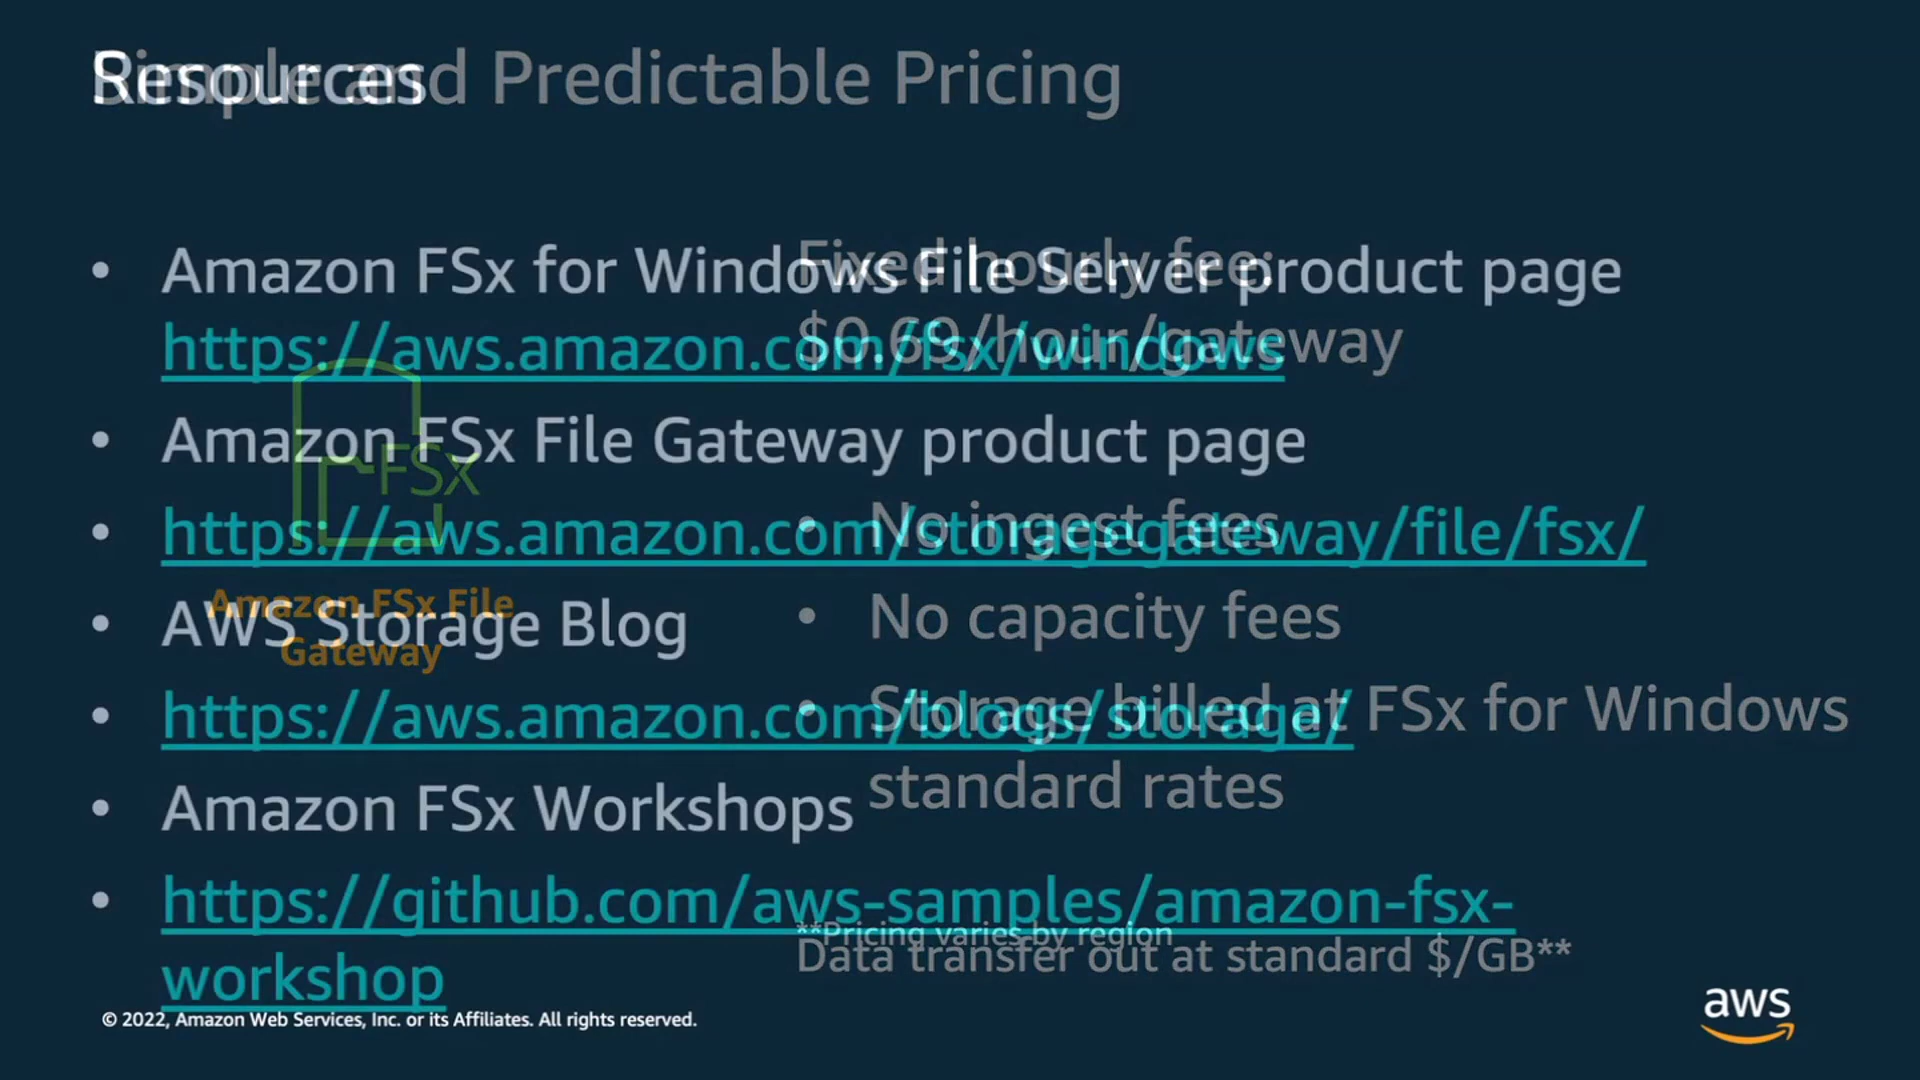 Resources
Simple and Predictable Pricing
• Amazon FSx for Windows File Server product page
https://aws.amazon.com/fsx/windows
• Amazon FSx File Gateway product page
• https://aws.amazon.com/storagegateway/file/fsx/
• AWS Storage Blog
• https://aws.amazon.com/blogs/storage/
• Amazon FSx Workshops
• https://github.com/aws-samples/amazon-fsx-
workshop
FSx
Amazon FSx File
Gateway
Fixed hourly fee:
$0.69/hour/gateway
• No ingest fees
• No capacity fees
• Storage billed at FSx for Windows
standard rates
**Pricing varies by region
Data transfer out at standard $/GB**
© 2022, Amazon Web Services, Inc. or its Affiliates. All rights reserved.
aws